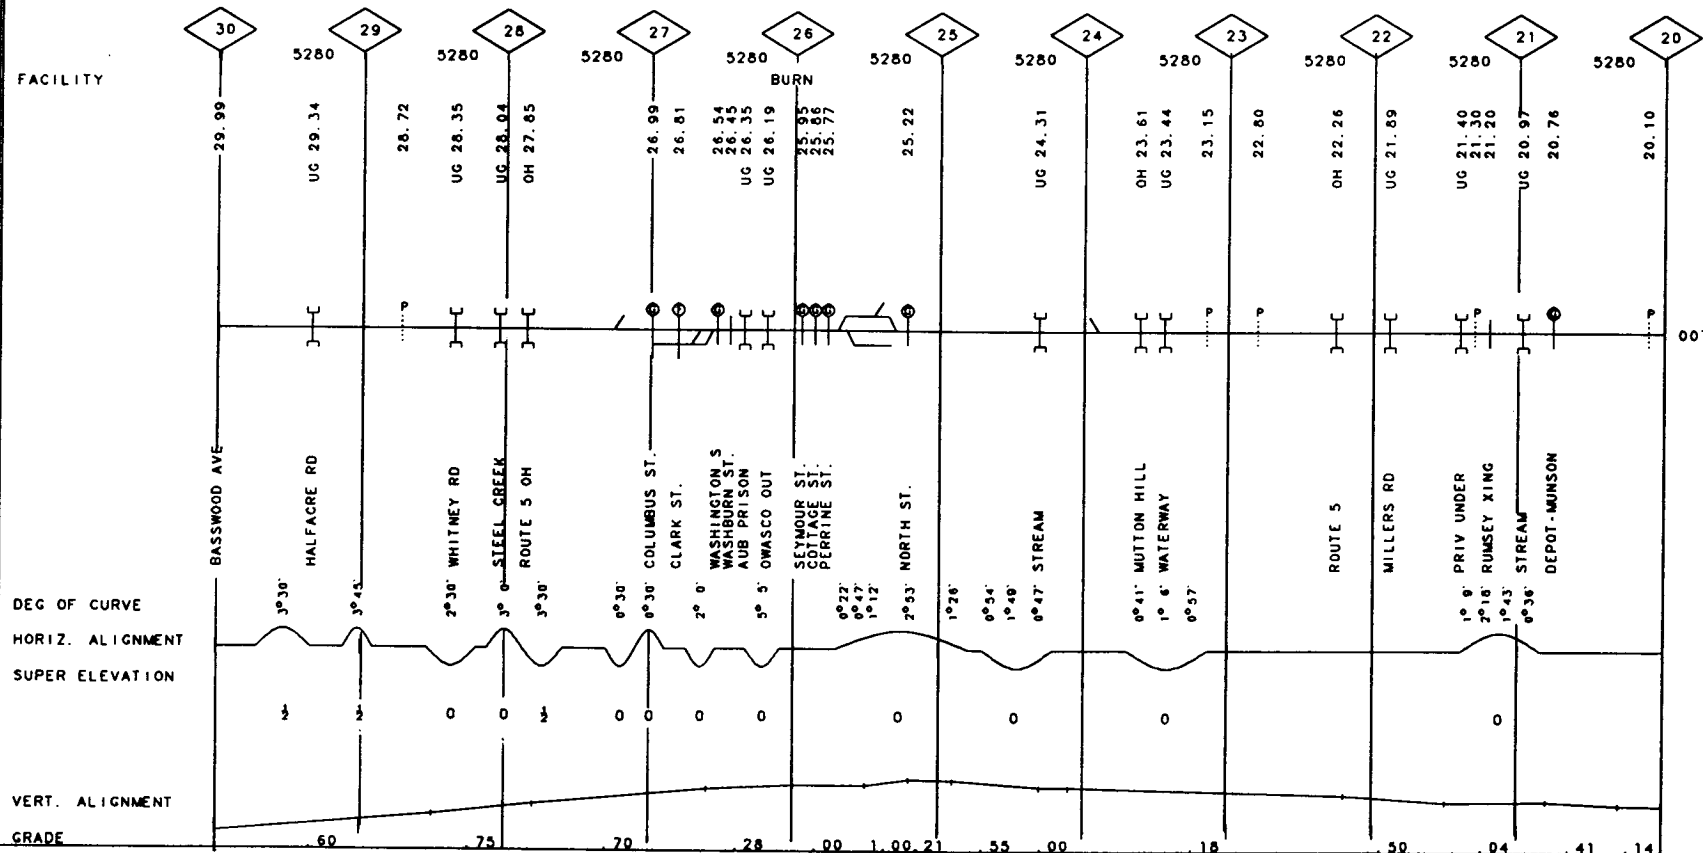 30 29 28 27 26 25 24 23 22 21 20
5280 5280 5280 5280 5280 5280 5280 5280 5280 5280
FACILITY
BURN
29.99
UG 29.34
28.72
UG 28.35
UG 28.04
OH 27.85
26.99
26.81
26.54
26.45
UG 26.35
UG 26.19
25.95
25.86
25.77
25.22
UG 24.31
OH 23.61
UG 23.44
23.15
22.80
OH 22.26
UG 21.89
UG 21.40
21.30
21.20
UG 20.97
20.76
20.10
P P P P P
00
BASSWOOD AVE
HALFACRE RD
WHITNEY RD
STEEL CREEK
ROUTE 5 OH
COLUMBUS ST.
CLARK ST.
WASHINGTON S
WASHBURN ST.
AUB PRISON
OWASCO OUT
SEYMOUR ST.
COTTAGE ST.
PERRINE ST.
NORTH ST.
STREAM
MUTTON HILL
WATERWAY
ROUTE 5
MILLERS RD
PRIV UNDER
RUMSEY XING
STREAM
DEPOT-MUNSON
DEG OF CURVE
3°30' 3°45' 2°30' 3° 0' 3°30' 0°30' 0°30' 2° 0' 5° 5' 0°22' 0°47' 1°12' 2°53' 1°26' 0°54' 1°49' 0°47' 0°41' 1° 6' 0°57' 1° 9' 2°18' 1°43' 0°36'
HORIZ. ALIGNMENT
SUPER ELEVATION
½ ½ 0 0 ½ 0 0 0 0 0 0 0 0
VERT. ALIGNMENT
GRADE
.60 .75 .70 .28 .00 1.00 .21 .55 .00 .18 .50 .04 .41 .14